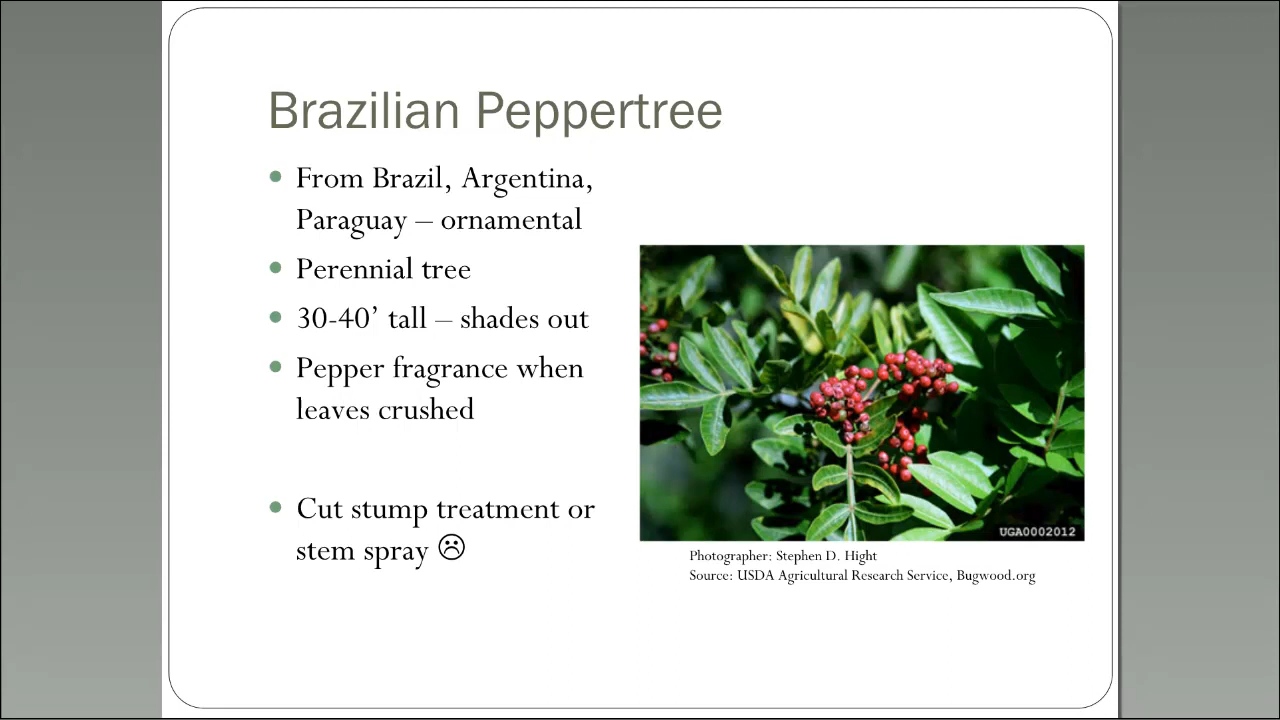 Brazilian Peppertree
From Brazil, Argentina,
Paraguay – ornamental
Perennial tree
30-40’ tall – shades out
Pepper fragrance when
leaves crushed
Cut stump treatment or
stem spray ☹
UGA0002012
Photographer: Stephen D. Hight
Source: USDA Agricultural Research Service, Bugwood.org